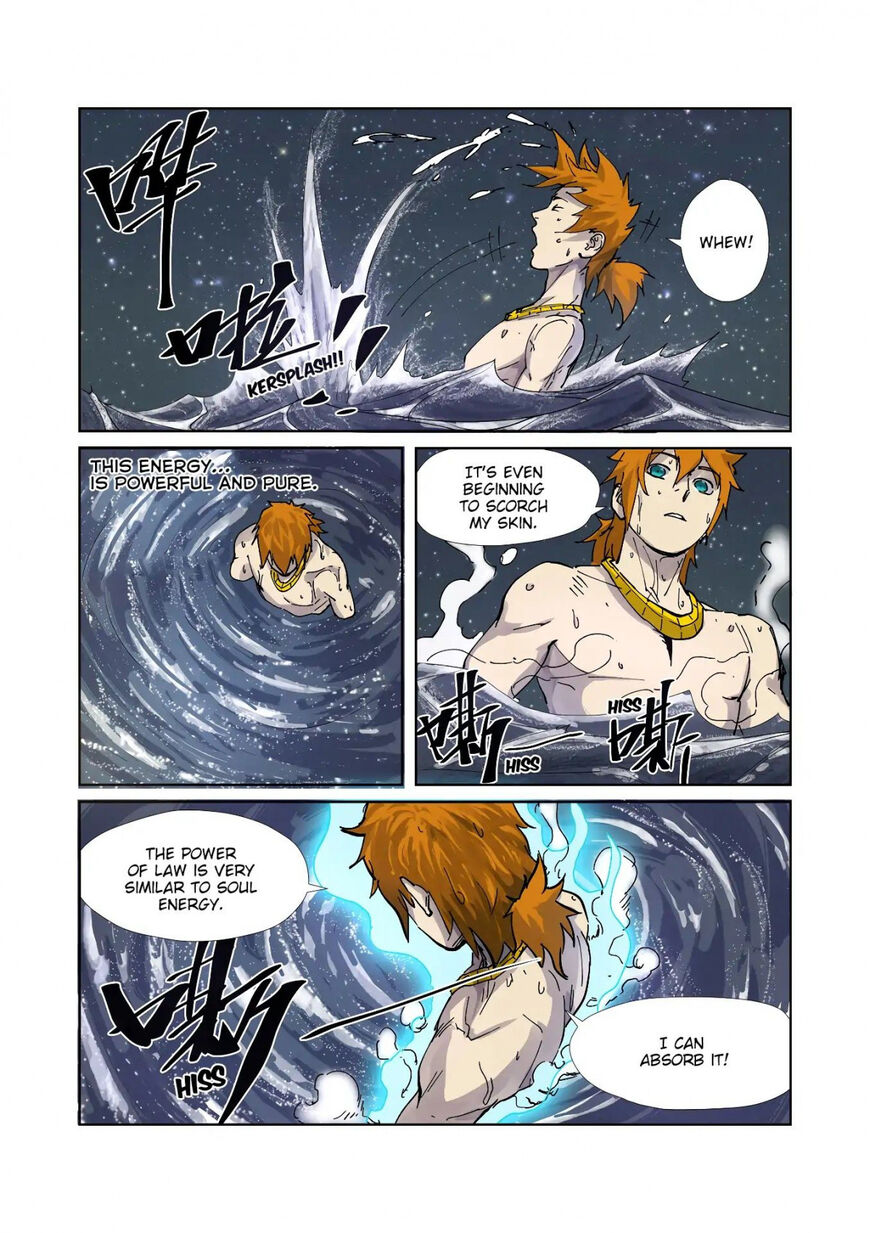 哗
啦
KERSPLASH!!
WHEW!
THIS ENERGY...
IS POWERFUL AND PURE.
IT'S EVEN
BEGINNING
TO SCORCH
MY SKIN.
嘶
HISS
HISS
嘶
THE POWER
OF LAW IS VERY
SIMILAR TO SOUL
ENERGY.
嘶
HISS
I CAN
ABSORB IT!